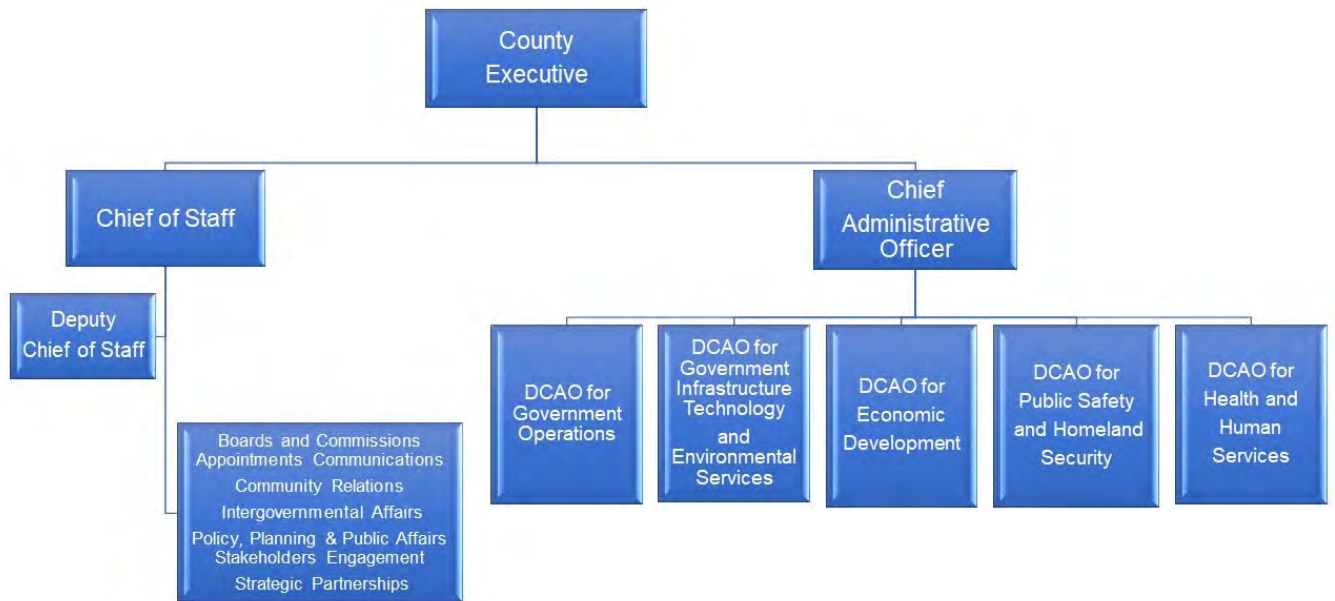 County
Executive
Chief of Staff
Chief
Administrative
Officer
Deputy
Chief of Staff
DCAO for
Government
Operations
DCAO for
Government
Infrastructure
Technology
and
Environmental
Services
DCAO for
Economic
Development
DCAO for
Public Safety
and Homeland
Security
DCAO for
Health and
Human
Services
Boards and Commissions
Appointments Communications
Community Relations
Intergovernmental Affairs
Policy, Planning & Public Affairs
Stakeholders Engagement
Strategic Partnerships